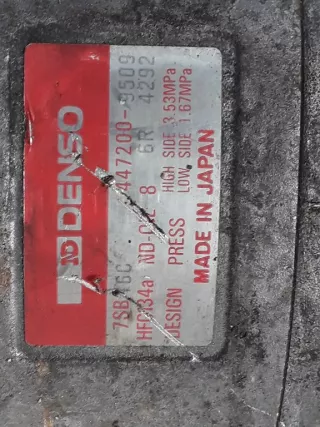 DENSO
7SB16C 447200-9509
HFC134a ND-OIL 8 6R 4292
DESIGN PRESS HIGH SIDE 3.53MPa
LOW SIDE 1.67MPa
MADE IN JAPAN